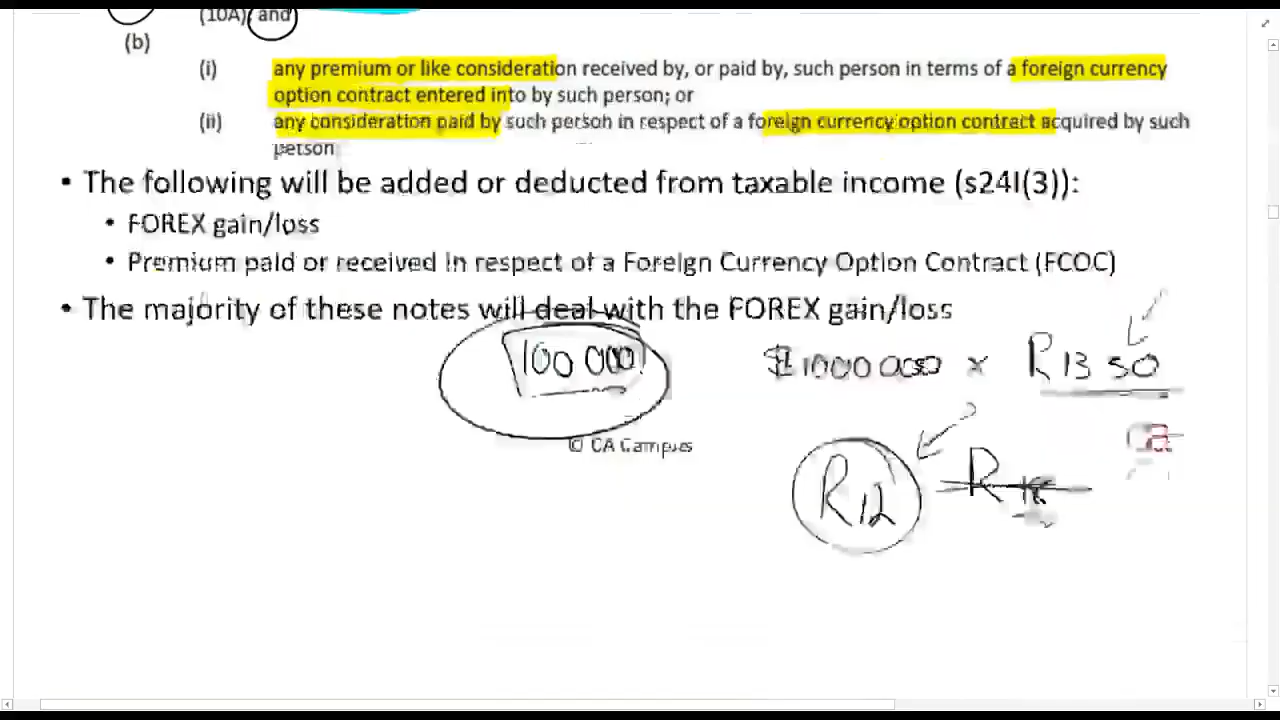 (10A) and
(b)
(i) any premium or like consideration received by, or paid by, such person in terms of a foreign currency
option contract entered into by such person; or
(ii) any consideration paid by such person in respect of a foreign currency option contract acquired by such
person
• The following will be added or deducted from taxable income (s24I(3)):
• FOREX gain/loss
• Premium paid or received in respect of a Foreign Currency Option Contract (FCOC)
• The majority of these notes will deal with the FOREX gain/loss
100 000 $1000 000 x R13 50
© CA Campus
R12 R